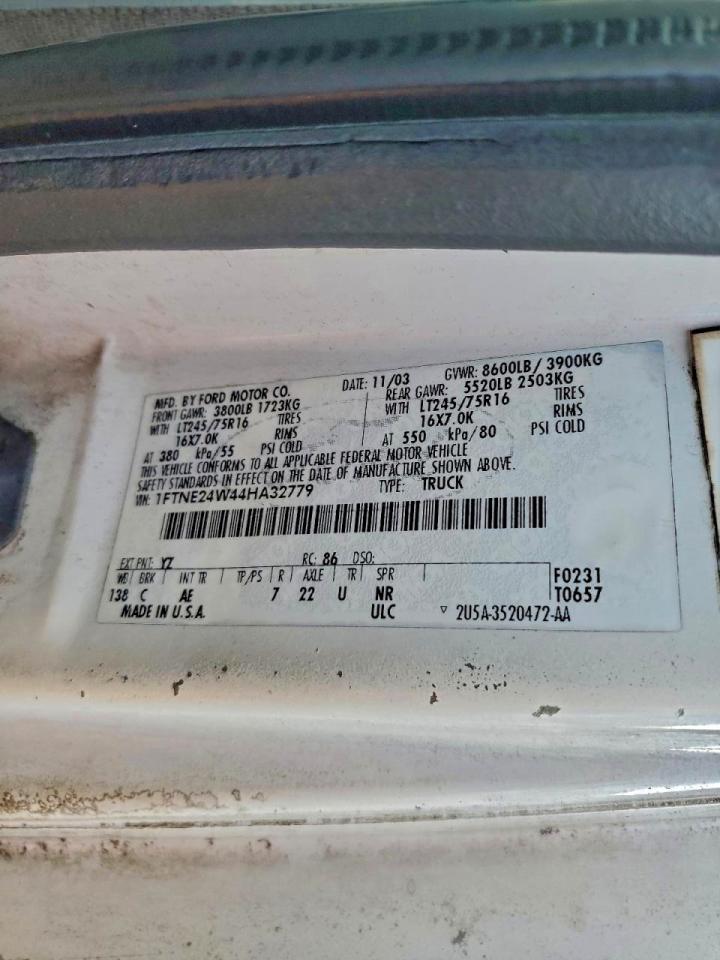 MFD. BY FORD MOTOR CO. DATE: 11/03 GVWR: 8600LB/ 3900KG
FRONT GAWR: 3800LB 1723KG REAR GAWR: 5520LB 2503KG
WITH LT245/75R16 TIRES WITH LT245/75R16 TIRES
16X7.0K RIMS 16X7.0K RIMS
AT 380 kPa/55 PSI COLD AT 550 kPa/80 PSI COLD
THIS VEHICLE CONFORMS TO ALL APPLICABLE FEDERAL MOTOR VEHICLE
SAFETY STANDARDS IN EFFECT ON THE DATE OF MANUFACTURE SHOWN ABOVE.
VIN: 1FTNE24W44HA32779 TYPE: TRUCK
EXT PNT: YZ RC: 86 DSO:
WB BRK INT TR TP/PS R AXLE TR SPR F0231
138 C AE 7 22 U NR T0657
MADE IN U.S.A. ULC ▽ 2U5A-3520472-AA